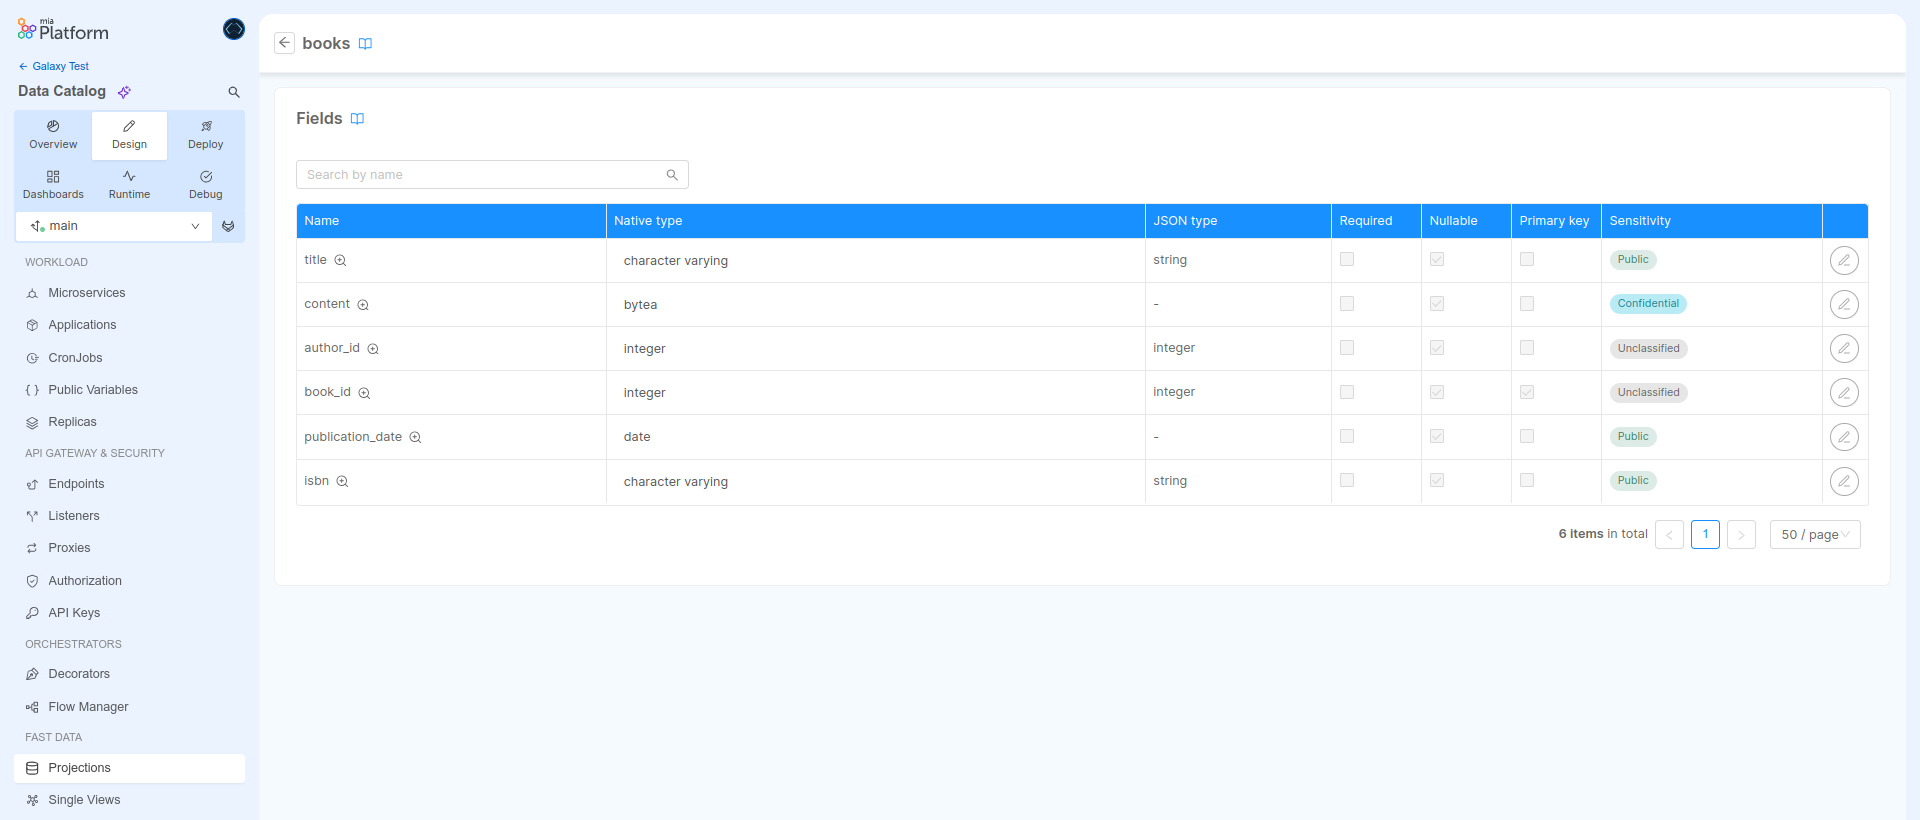 mia
Platform
Galaxy Test
Data Catalog
Overview
Design
Deploy
Dashboards
Runtime
Debug
main
WORKLOAD
Microservices
Applications
CronJobs
Public Variables
Replicas
API GATEWAY & SECURITY
Endpoints
Listeners
Proxies
Authorization
API Keys
ORCHESTRATORS
Decorators
Flow Manager
FAST DATA
Projections
Single Views
books
Fields
Search by name
Name Native type JSON type Required Nullable Primary key Sensitivity
title character varying string Public
content bytea - Confidential
author_id integer integer Unclassified
book_id integer integer Unclassified
publication_date date - Public
isbn character varying string Public
6 items in total < 1 > 50 / page